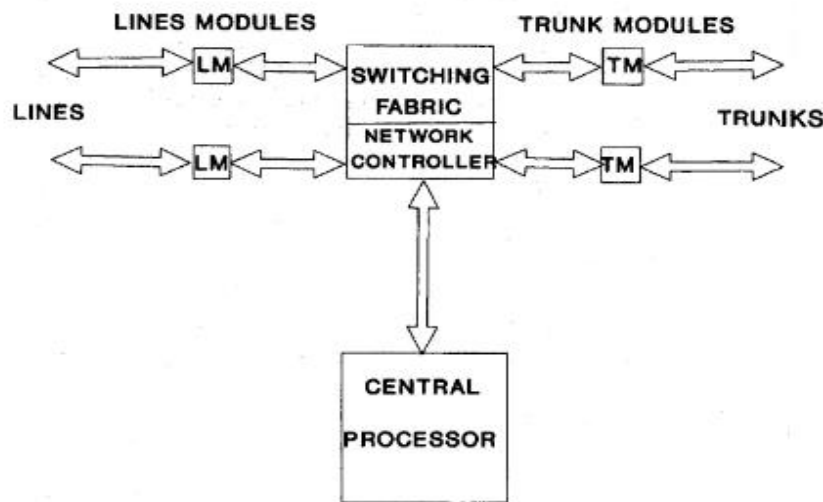 LINES MODULES
TRUNK MODULES
LM
SWITCHING
FABRIC
TM
LINES
TRUNKS
LM
NETWORK
CONTROLLER
TM
CENTRAL
PROCESSOR